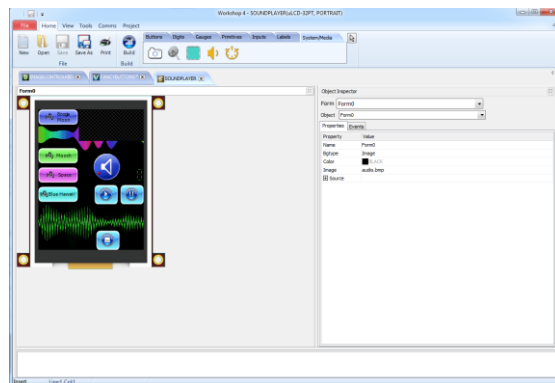 Workshop 4 - SOUNDPLAYER(uLCD-32PT, PORTRAIT)
File Home View Tools Comms Project
New Open Save Save As Print Build
File Build
Buttons Digits Gauges Primitives Inputs Labels System/Media
SOUNDPLAYER
Form0
Object Inspector
Form Form0
Object Form0
Properties Events
Property Value
Name Form0
Bgtype Image
Color BLACK
Image audio.bmp
Source